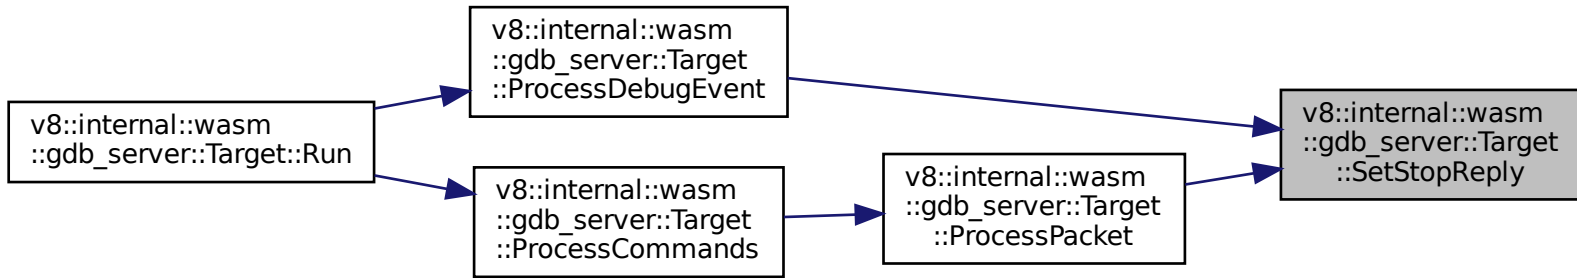 v8::internal::wasm
::gdb_server::Target::Run
v8::internal::wasm
::gdb_server::Target
::ProcessDebugEvent
v8::internal::wasm
::gdb_server::Target
::ProcessCommands
v8::internal::wasm
::gdb_server::Target
::ProcessPacket
v8::internal::wasm
::gdb_server::Target
::SetStopReply